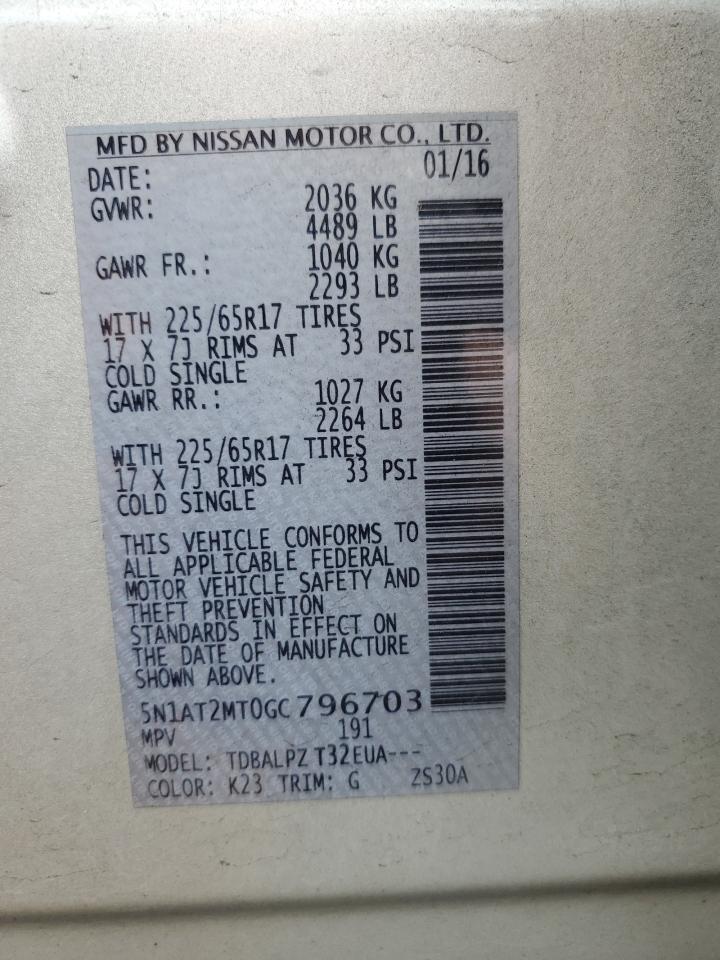 MFD BY NISSAN MOTOR CO., LTD.
DATE: 01/16
GVWR: 2036 KG
4489 LB
GAWR FR.: 1040 KG
2293 LB
WITH 225/65R17 TIRES
17 X 7J RIMS AT 33 PSI
COLD SINGLE
GAWR RR.: 1027 KG
2264 LB
WITH 225/65R17 TIRES
17 X 7J RIMS AT 33 PSI
COLD SINGLE
THIS VEHICLE CONFORMS TO
ALL APPLICABLE FEDERAL
MOTOR VEHICLE SAFETY AND
THEFT PREVENTION
STANDARDS IN EFFECT ON
THE DATE OF MANUFACTURE
SHOWN ABOVE.
5N1AT2MT0GC796703
MPV 191
MODEL: TDBALPZ T32EUA---
COLOR: K23 TRIM: G ZS30A